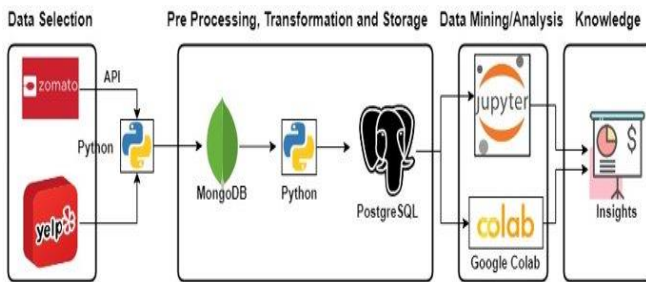 Data Selection
Pre Processing, Transformation and Storage
Data Mining/Analysis
Knowledge
zomato
API
Python
yelp
MongoDB
Python
PostgreSQL
jupyter
colab
Google Colab
$
Insights